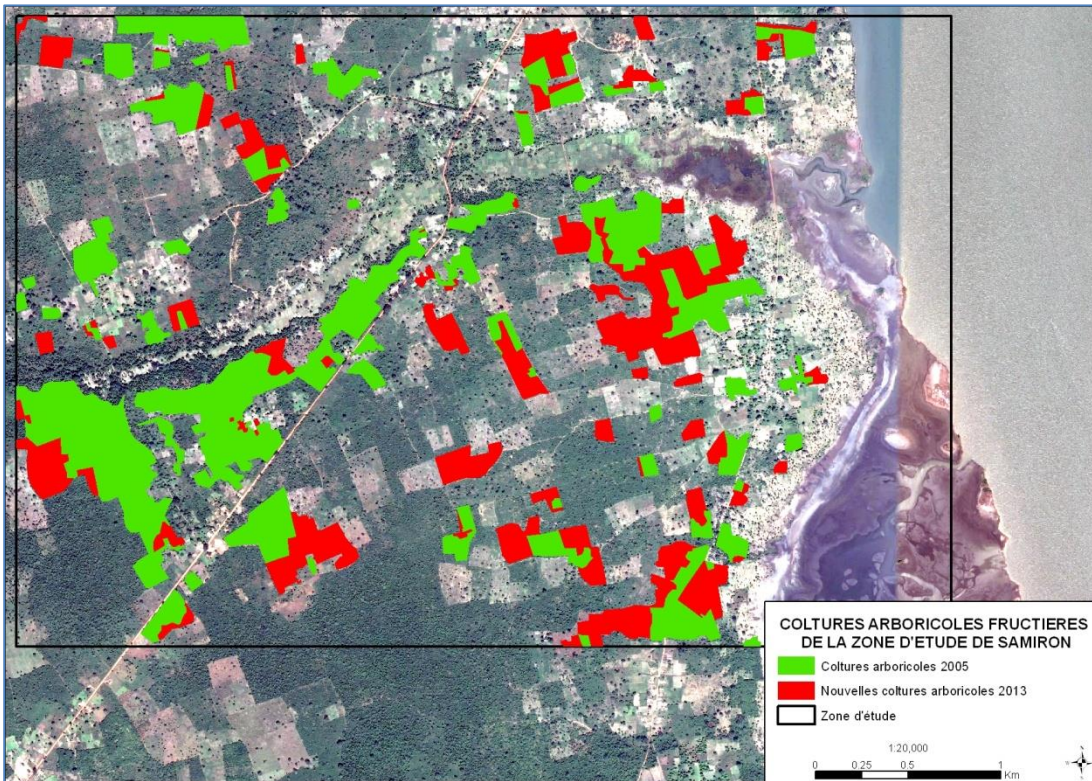 COLTURES ARBORICOLES FRUCTIERES
DE LA ZONE D'ETUDE DE SAMIRON
Coltures arboricoles 2005
Nouvelles coltures arboricoles 2013
Zone d'étude
1:20,000
0 0.25 0.5 1
Km